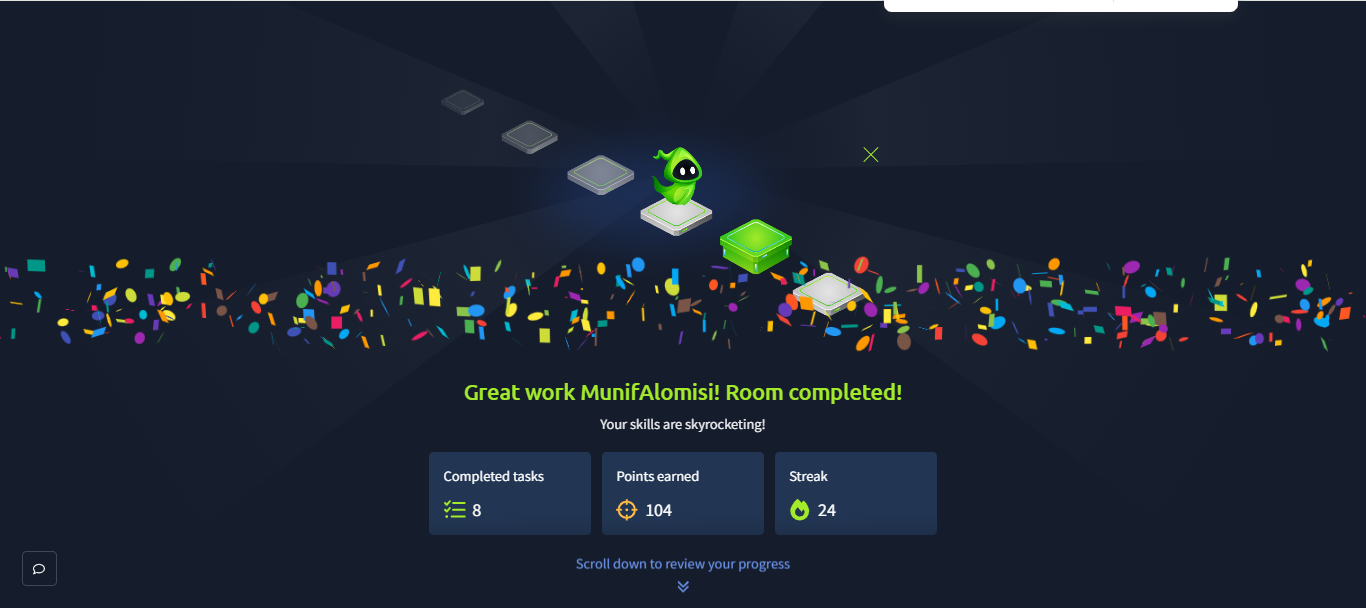 Great work MunifAlomisi! Room completed!
Your skills are skyrocketing!
Completed tasks
8
Points earned
104
Streak
24
Scroll down to review your progress